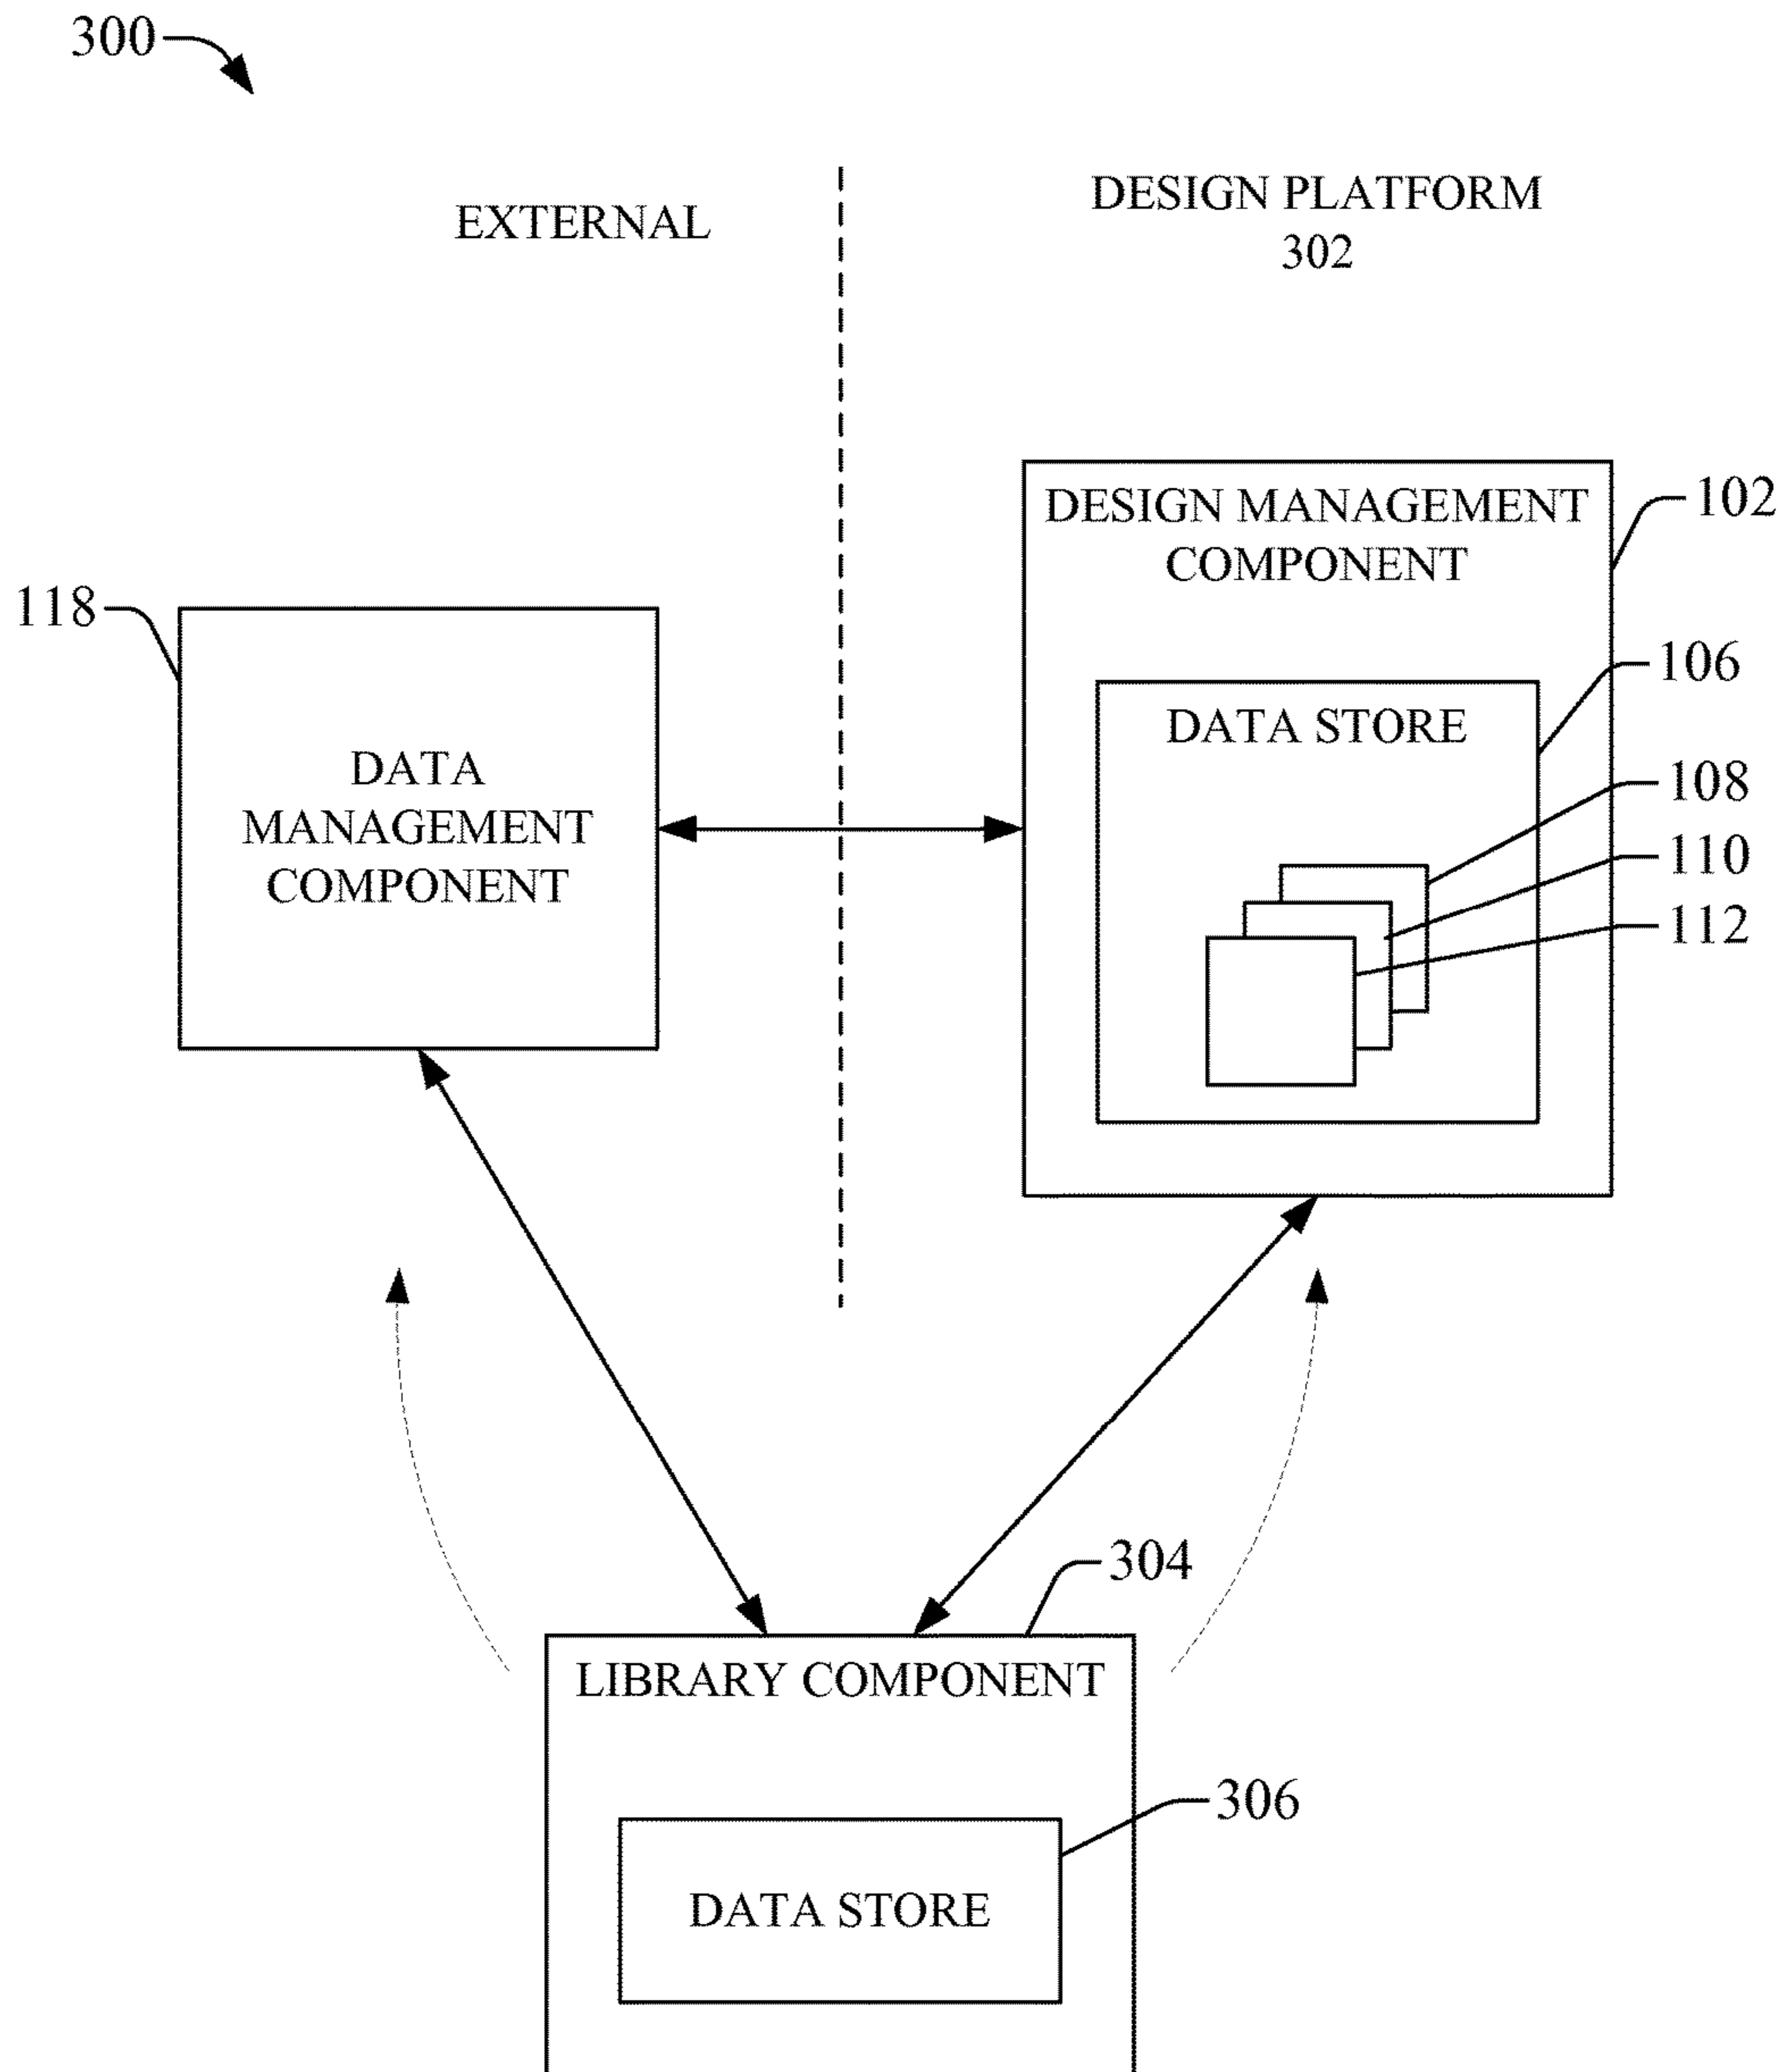 300
EXTERNAL
DESIGN PLATFORM
302
DESIGN MANAGEMENT
COMPONENT
102
118
106
DATA STORE
DATA
MANAGEMENT
COMPONENT
108
110
112
304
LIBRARY COMPONENT
306
DATA STORE